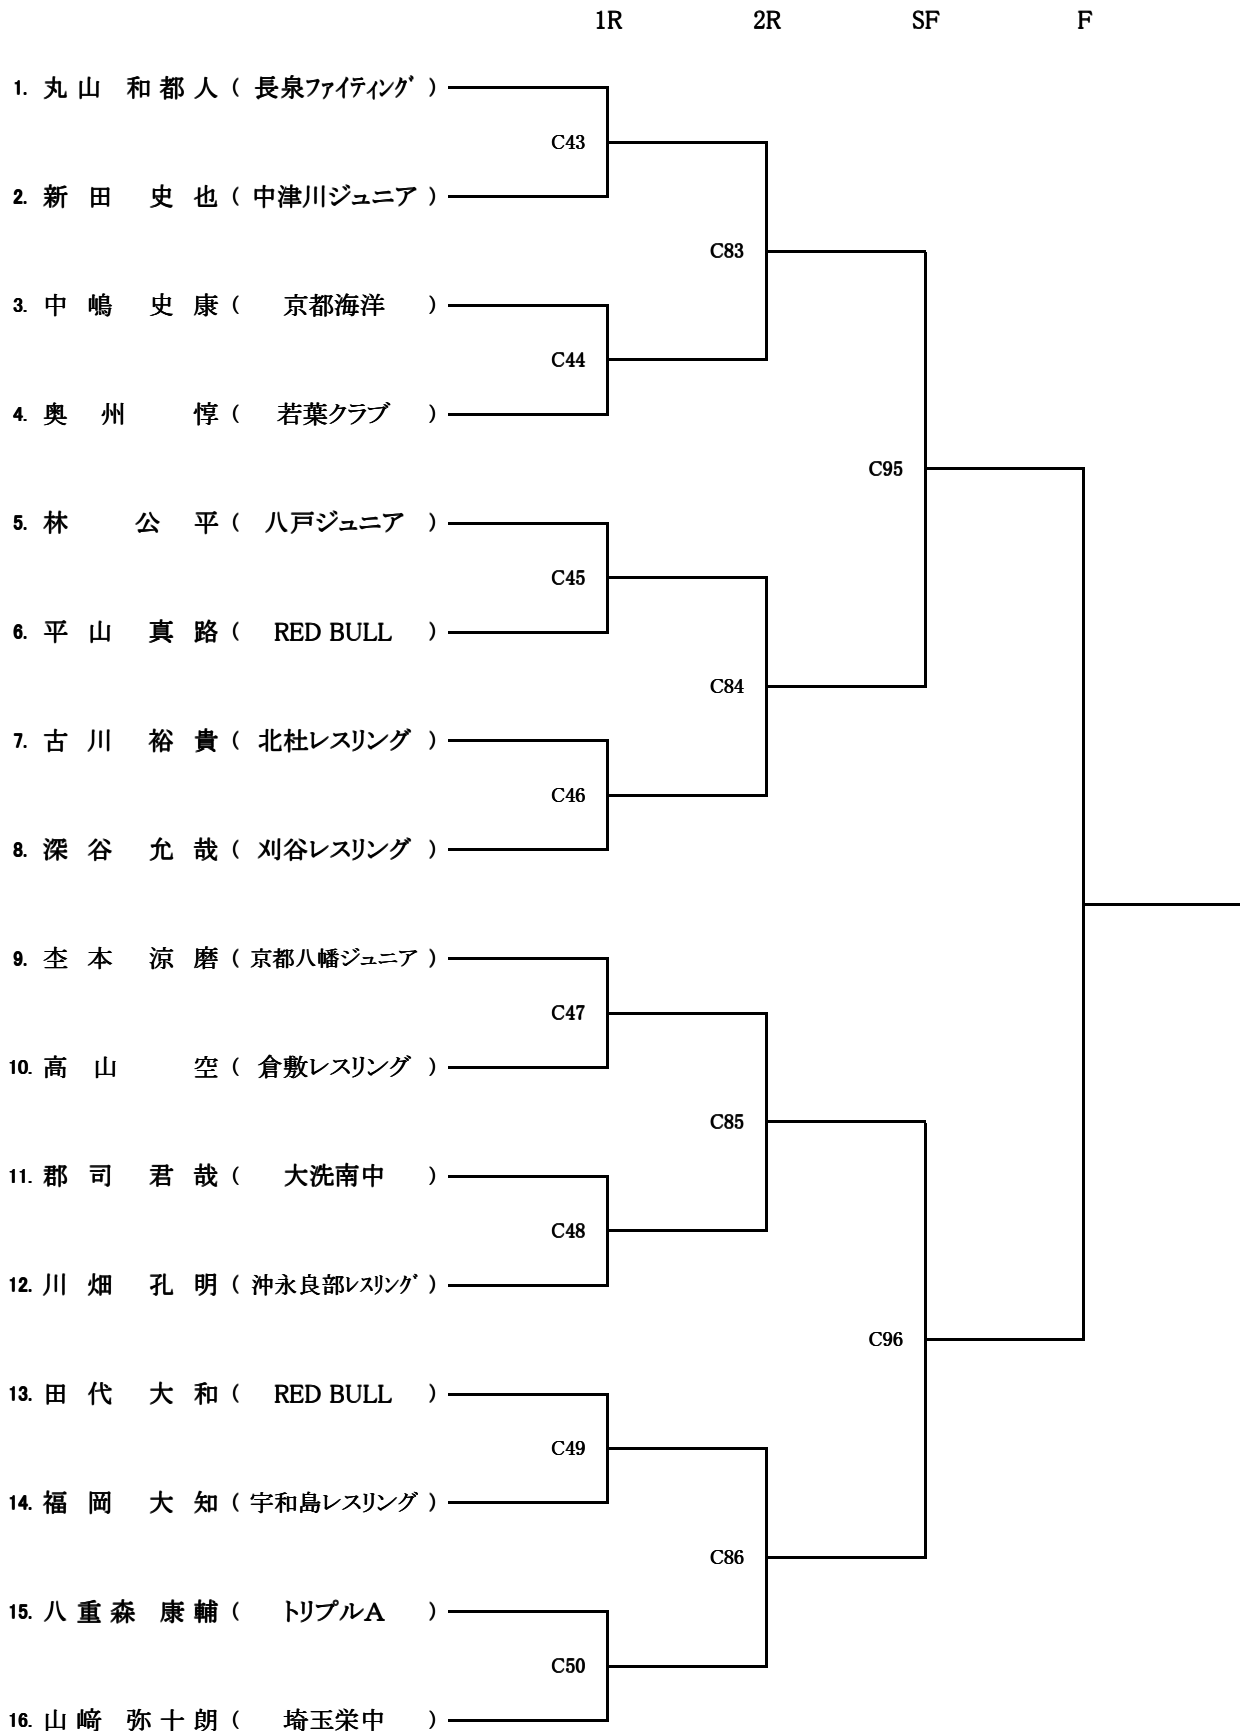 1R 2R SF F
1. 丸山 和都人 ( 長泉ファイティング )
C43
2. 新田 史也 ( 中津川ジュニア )
C83
3. 中嶋 史康 ( 京都海洋 )
C44
4. 奥州 惇 ( 若葉クラブ )
C95
5. 林 公平 ( 八戸ジュニア )
C45
6. 平山 真路 ( RED BULL )
C84
7. 古川 裕貴 ( 北杜レスリング )
C46
8. 深谷 允哉 ( 刈谷レスリング )
9. 杢本 涼磨 ( 京都八幡ジュニア )
C47
10. 高山 空 ( 倉敷レスリング )
C85
11. 郡司 君哉 ( 大洗南中 )
C48
12. 川畑 孔明 ( 沖永良部レスリング )
C96
13. 田代 大和 ( RED BULL )
C49
14. 福岡 大知 ( 宇和島レスリング )
C86
15. 八重森 康輔 ( トリプルA )
C50
16. 山﨑 弥十朗 ( 埼玉栄中 )